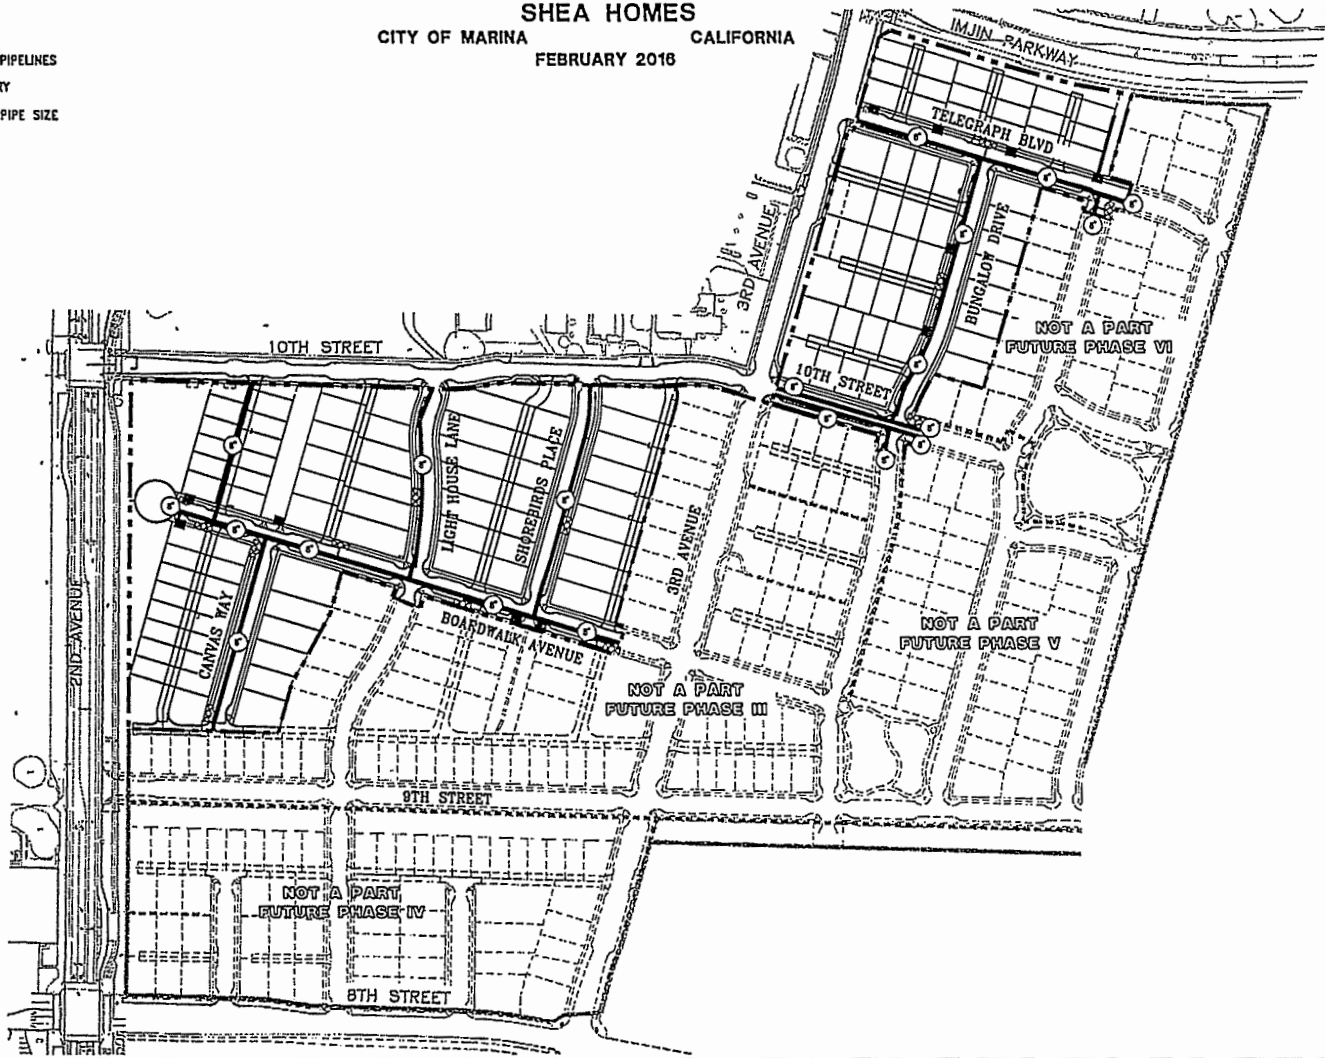 SHEA HOMES
CITY OF MARINA CALIFORNIA
FEBRUARY 2016
PIPELINES
RY
PIPE SIZE
IMJIN PARKWAY
TELEGRAPH BLVD
3RD AVENUE
BUNGALOW DRIVE
NOT A PART
FUTURE PHASE VI
10TH STREET
10TH STREET
LIGHT HOUSE LANE
SHOREBIRDS PLACE
3RD AVENUE
2ND AVENUE
CANVAS WAY
BOARDWALK AVENUE
NOT A PART
FUTURE PHASE V
NOT A PART
FUTURE PHASE III
9TH STREET
NOT A PART
FUTURE PHASE IV
8TH STREET